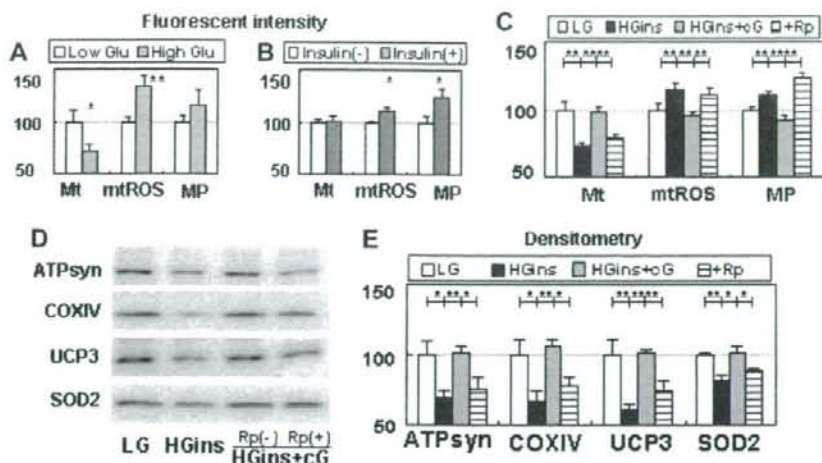 Fluorescent intensity
A
Low Glu High Glu
150
100
50
*
**
Mt mtROS MP
B
Insulin(-) Insulin(+)
150
100
50
*
*
Mt mtROS MP
C
LG HGins HGins+cG +Rp
150
100
50
** **** ** ** ** ** ****
Mt mtROS MP
D
ATPsyn
COXIV
UCP3
SOD2
LG HGins Rp(-) Rp(+)
HGins+cG
E
Densitometry
LG HGins HGins+cG +Rp
150
100
50
* ** * * ** * ** **** ** * *
ATPsyn COXIV UCP3 SOD2